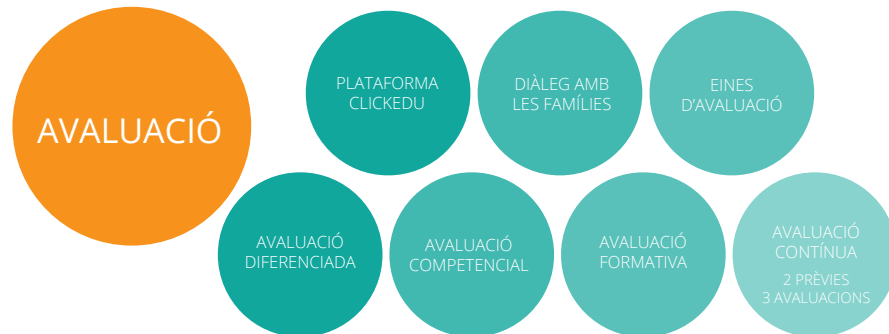 AVALUACIÓ
PLATAFORMA
CLICKEDU
DIÀLEG AMB
LES FAMÍLIES
EINES
D'AVALUACIÓ
AVALUACIÓ
DIFERENCIADA
AVALUACIÓ
COMPETENCIAL
AVALUACIÓ
FORMATIVA
AVALUACIÓ
CONTÍNUA
2 PRÈVIES
3 AVALUACIONS